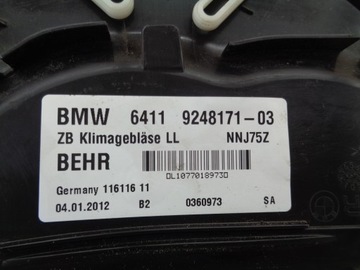 BMW 6411 9248171-03
ZB Klimagebläse LL NNJ75Z
BEHR
DL1077018973D
Germany 116116 11
04.01.2012 B2 0360973 SA